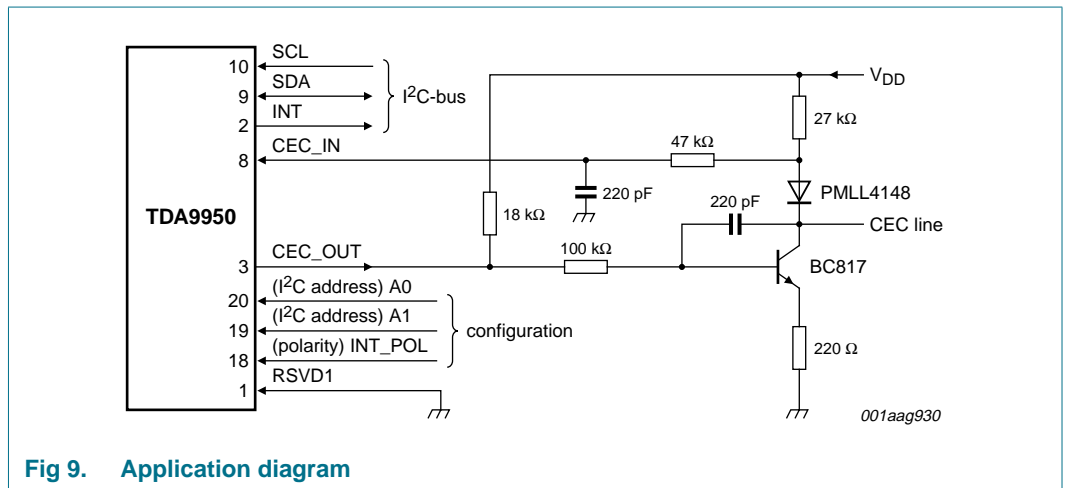 TDA9950
10
SCL
9
SDA
2
INT
I2C-bus
8
CEC_IN
220 pF
47 kΩ
VDD
27 kΩ
PMLL4148
18 kΩ
220 pF
CEC line
3
CEC_OUT
100 kΩ
BC817
20
(I2C address) A0
19
(I2C address) A1
18
(polarity) INT_POL
configuration
1
RSVD1
220 Ω
001aag930
Fig 9. Application diagram